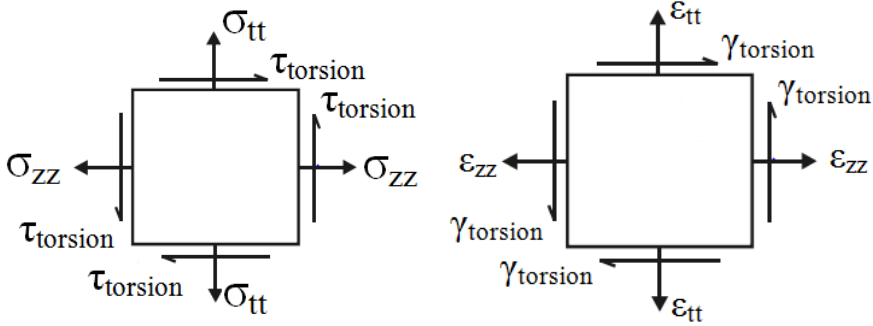 σtt
τtorsion
τtorsion
σzz
σzz
τtorsion
τtorsion
σtt
εtt
γtorsion
γtorsion
εzz
εzz
γtorsion
γtorsion
εtt